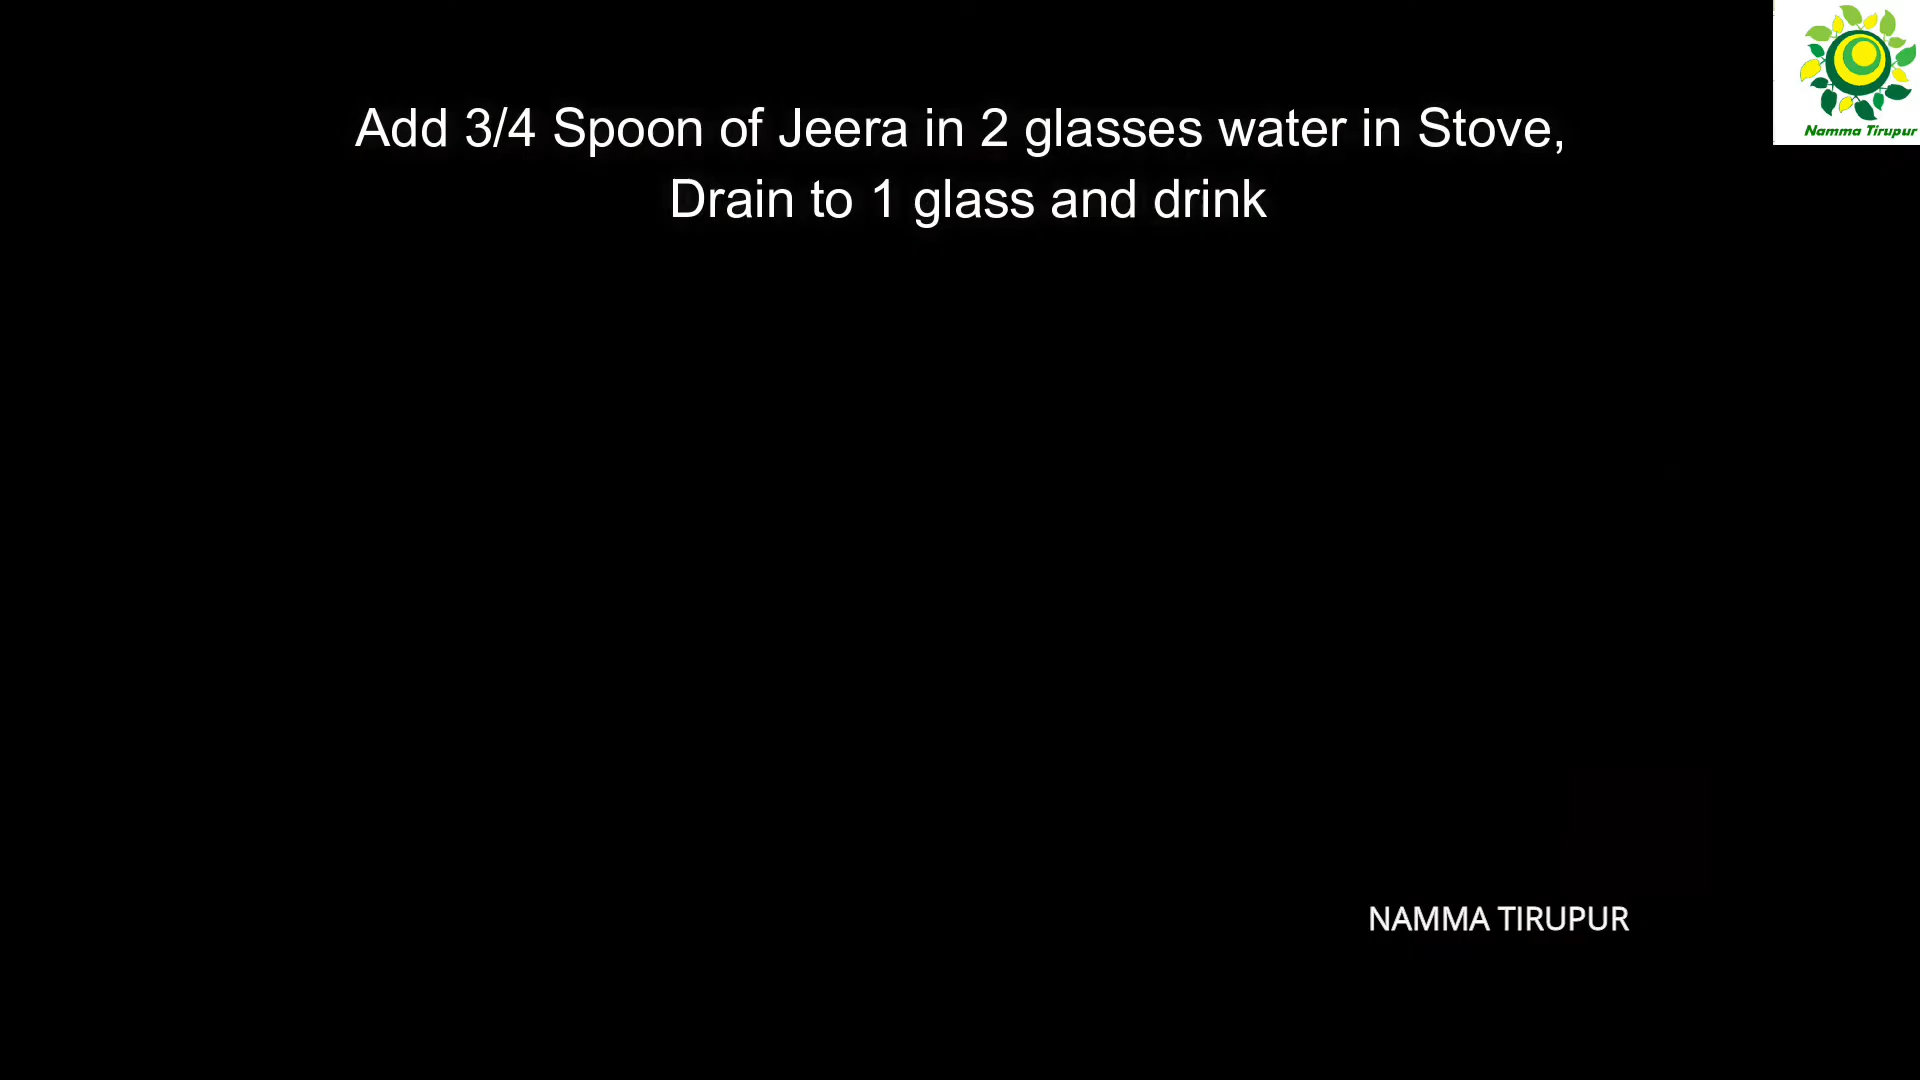 Add 3/4 Spoon of Jeera in 2 glasses water in Stove,
Drain to 1 glass and drink
Namma Tirupur
NAMMA TIRUPUR